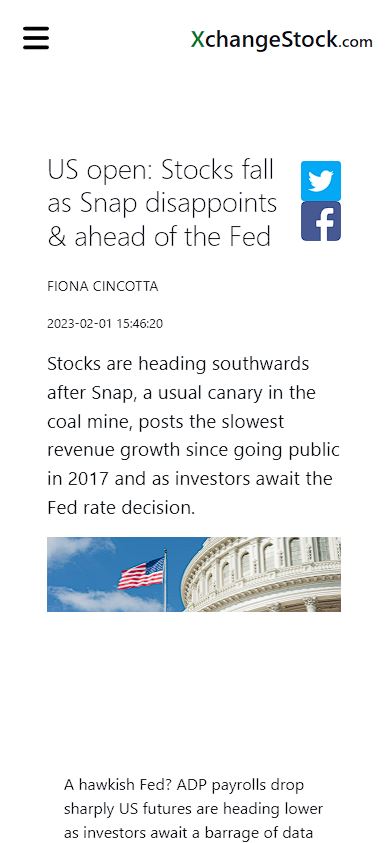 XchangeStock.com
US open: Stocks fall
as Snap disappoints
& ahead of the Fed
FIONA CINCOTTA
2023-02-01 15:46:20
Stocks are heading southwards
after Snap, a usual canary in the
coal mine, posts the slowest
revenue growth since going public
in 2017 and as investors await the
Fed rate decision.
A hawkish Fed? ADP payrolls drop
sharply US futures are heading lower
as investors await a barrage of data